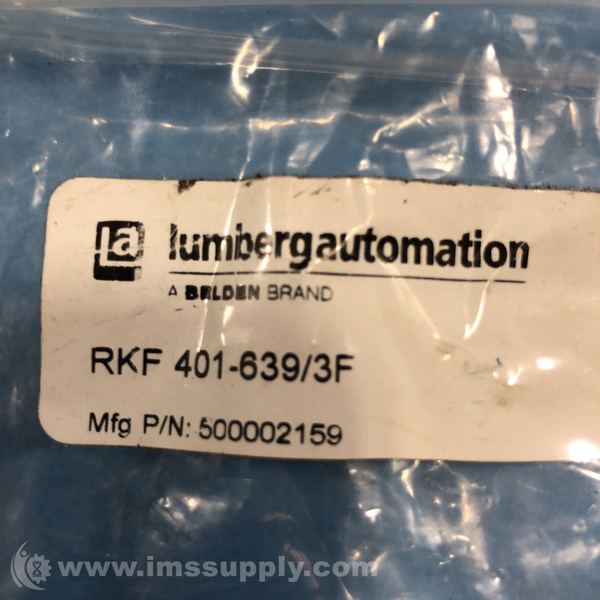 la lumbergautomation
A BELDEN BRAND
RKF 401-639/3F
Mfg P/N: 500002159
www.imssupply.com